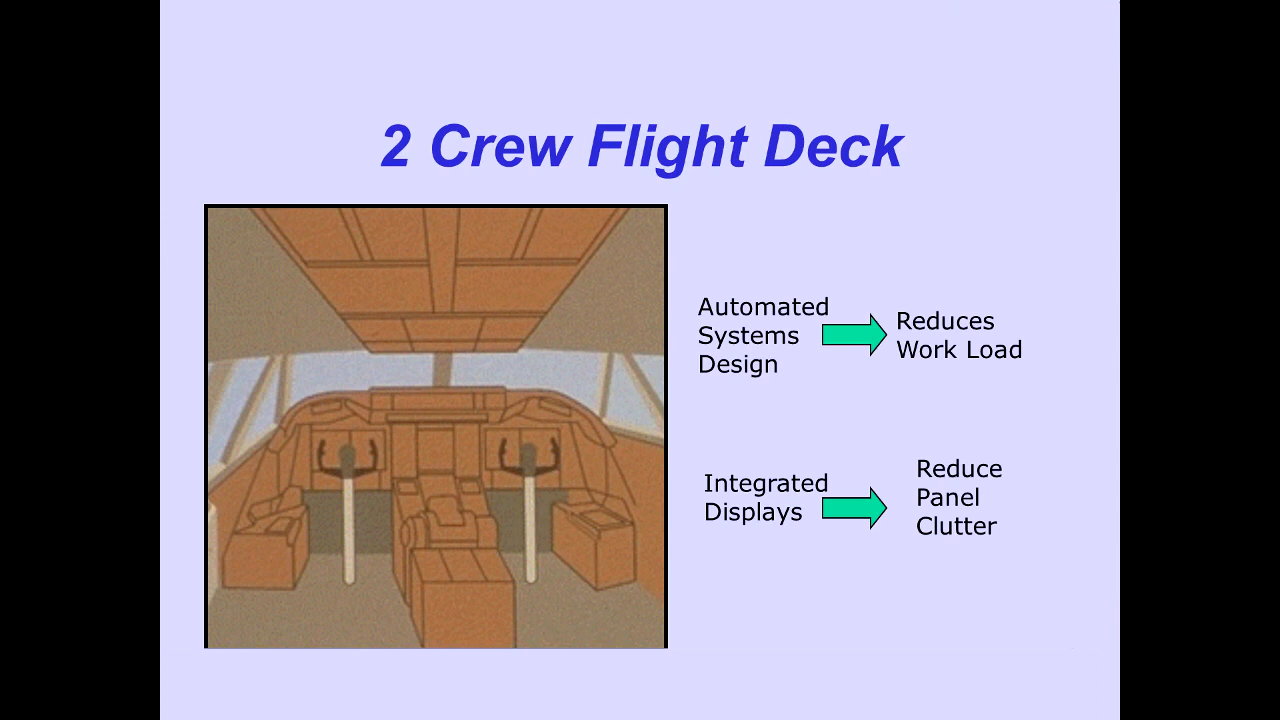 2 Crew Flight Deck
Automated
Systems
Design
Reduces
Work Load
Integrated
Displays
Reduce
Panel
Clutter